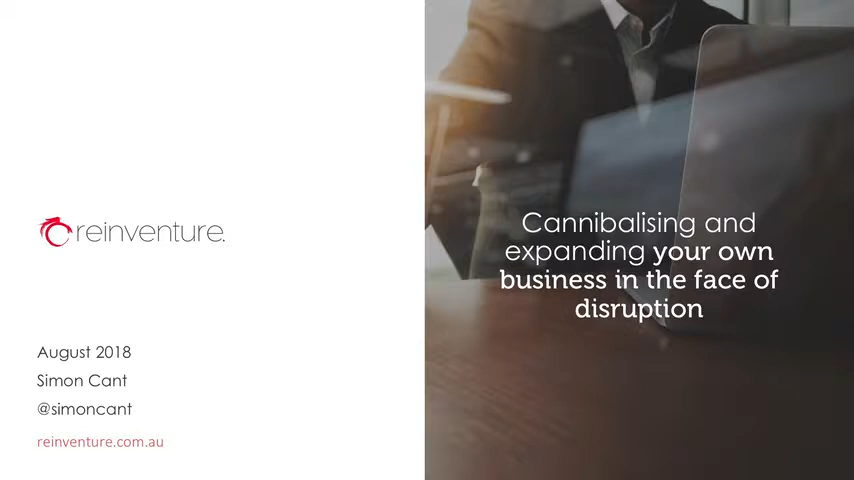 reinventure.
August 2018
Simon Cant
@simoncant
reinventure.com.au
Cannibalising and
expanding your own
business in the face of
disruption